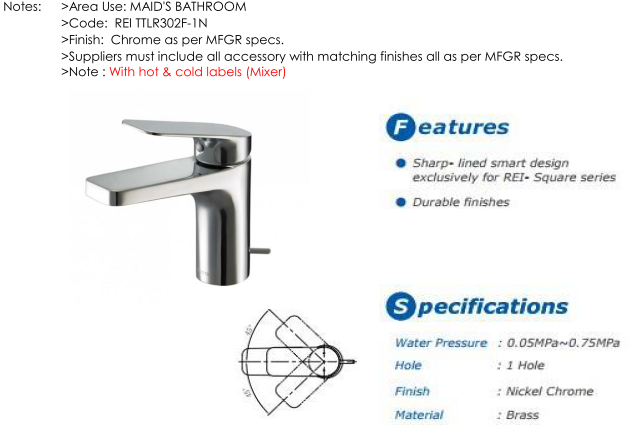 Notes: >Area Use: MAID'S BATHROOM
>Code: REI TTLR302F-1N
>Finish: Chrome as per MFGR specs.
>Suppliers must include all accessory with matching finishes all as per MFGR specs.
>Note : With hot & cold labels (Mixer)
Features
Sharp- lined smart design
exclusively for REI- Square series
Durable finishes
Specifications
Water Pressure : 0.05MPa~0.75MPa
Hole : 1 Hole
Finish : Nickel Chrome
Material : Brass
45°
45°